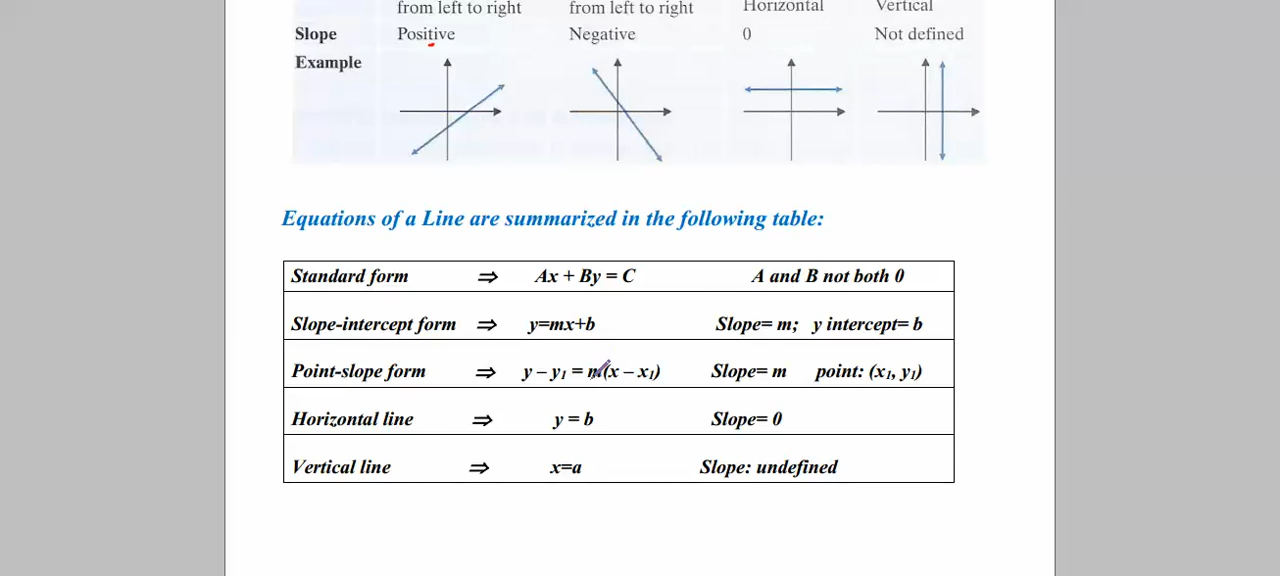 from left to right from left to right Horizontal Vertical
Slope Positive Negative 0 Not defined
Example
Equations of a Line are summarized in the following table:
Standard form ⇒ Ax + By = C A and B not both 0
Slope-intercept form ⇒ y=mx+b Slope= m; y intercept= b
Point-slope form ⇒ y – y₁ = m(x – x₁) Slope= m point: (x₁, y₁)
Horizontal line ⇒ y = b Slope= 0
Vertical line ⇒ x=a Slope: undefined